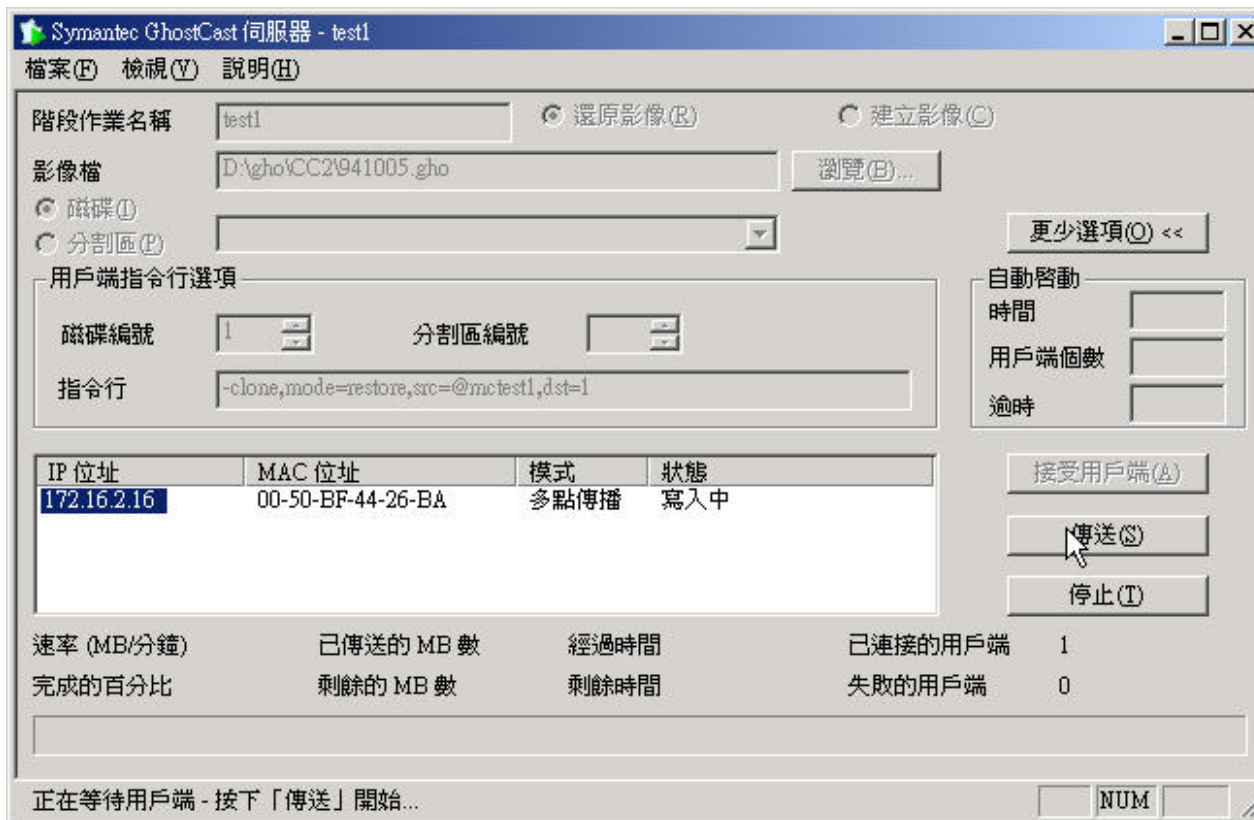 Symantec GhostCast 伺服器 - test1
檔案(F) 檢視(V) 說明(H)
階段作業名稱 test1 還原影像(R) 建立影像(C)
影像檔 D:\gho\CC2\941005.gho 瀏覽(B)...
磁碟(I)
分割區(P) 更少選項(O) <<
用戶端指令行選項 自動啓動
時間
磁碟編號 1 分割區編號
用戶端個數
指令行 -clone,mode=restore,src=@mctest1,dst=1
逾時
IP 位址 MAC 位址 模式 狀態 接受用戶端(A)
172.16.2.16 00-50-BF-44-26-BA 多點傳播 寫入中
傳送(S)
停止(T)
速率 (MB/分鐘) 已傳送的 MB 數 經過時間 已連接的用戶端 1
完成的百分比 剩餘的 MB 數 剩餘時間 失敗的用戶端 0
正在等待用戶端 - 按下「傳送」開始... NUM